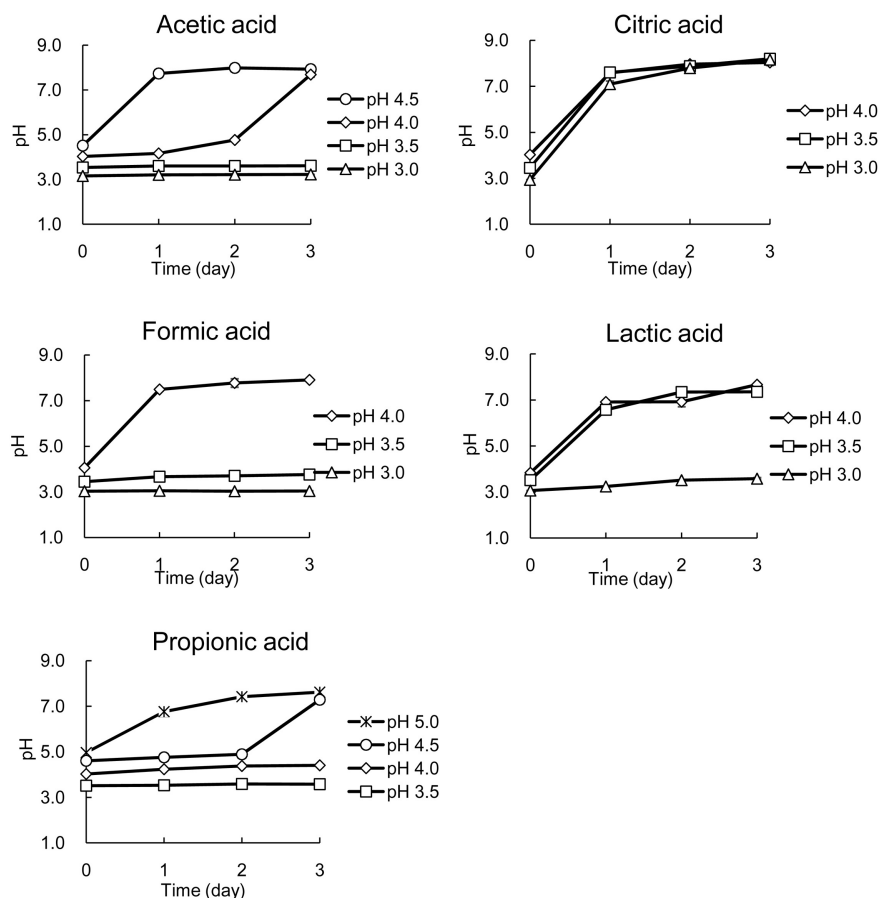 Acetic acid
9.0
7.0
5.0
3.0
1.0
pH
0 1 2 3
Time (day)
pH 4.5
pH 4.0
pH 3.5
pH 3.0
Citric acid
9.0
7.0
5.0
3.0
1.0
pH
0 1 2 3
Time (day)
pH 4.0
pH 3.5
pH 3.0
Formic acid
9.0
7.0
5.0
3.0
1.0
pH
0 1 2 3
Time (day)
pH 4.0
pH 3.5
pH 3.0
Lactic acid
9.0
7.0
5.0
3.0
1.0
pH
0 1 2 3
Time (day)
pH 4.0
pH 3.5
pH 3.0
Propionic acid
9.0
7.0
5.0
3.0
1.0
pH
0 1 2 3
Time (day)
pH 5.0
pH 4.5
pH 4.0
pH 3.5